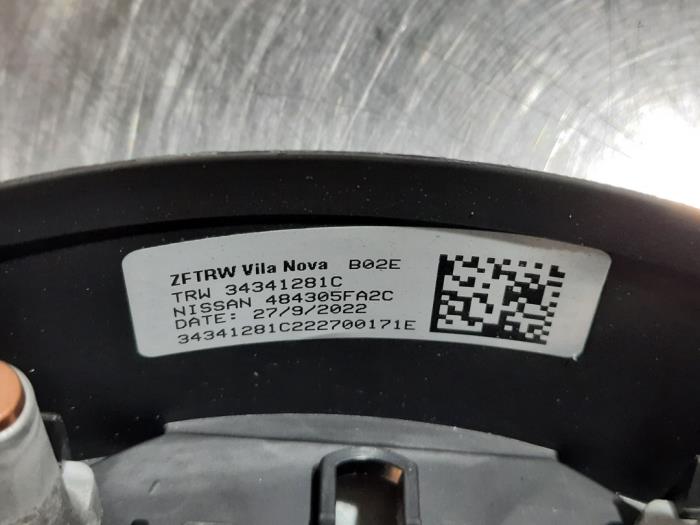 ZFTRW Vila Nova B02E
TRW 34341281C
NISSAN 484305FA2C
DATE: 27/9/2022
34341281C222700171E